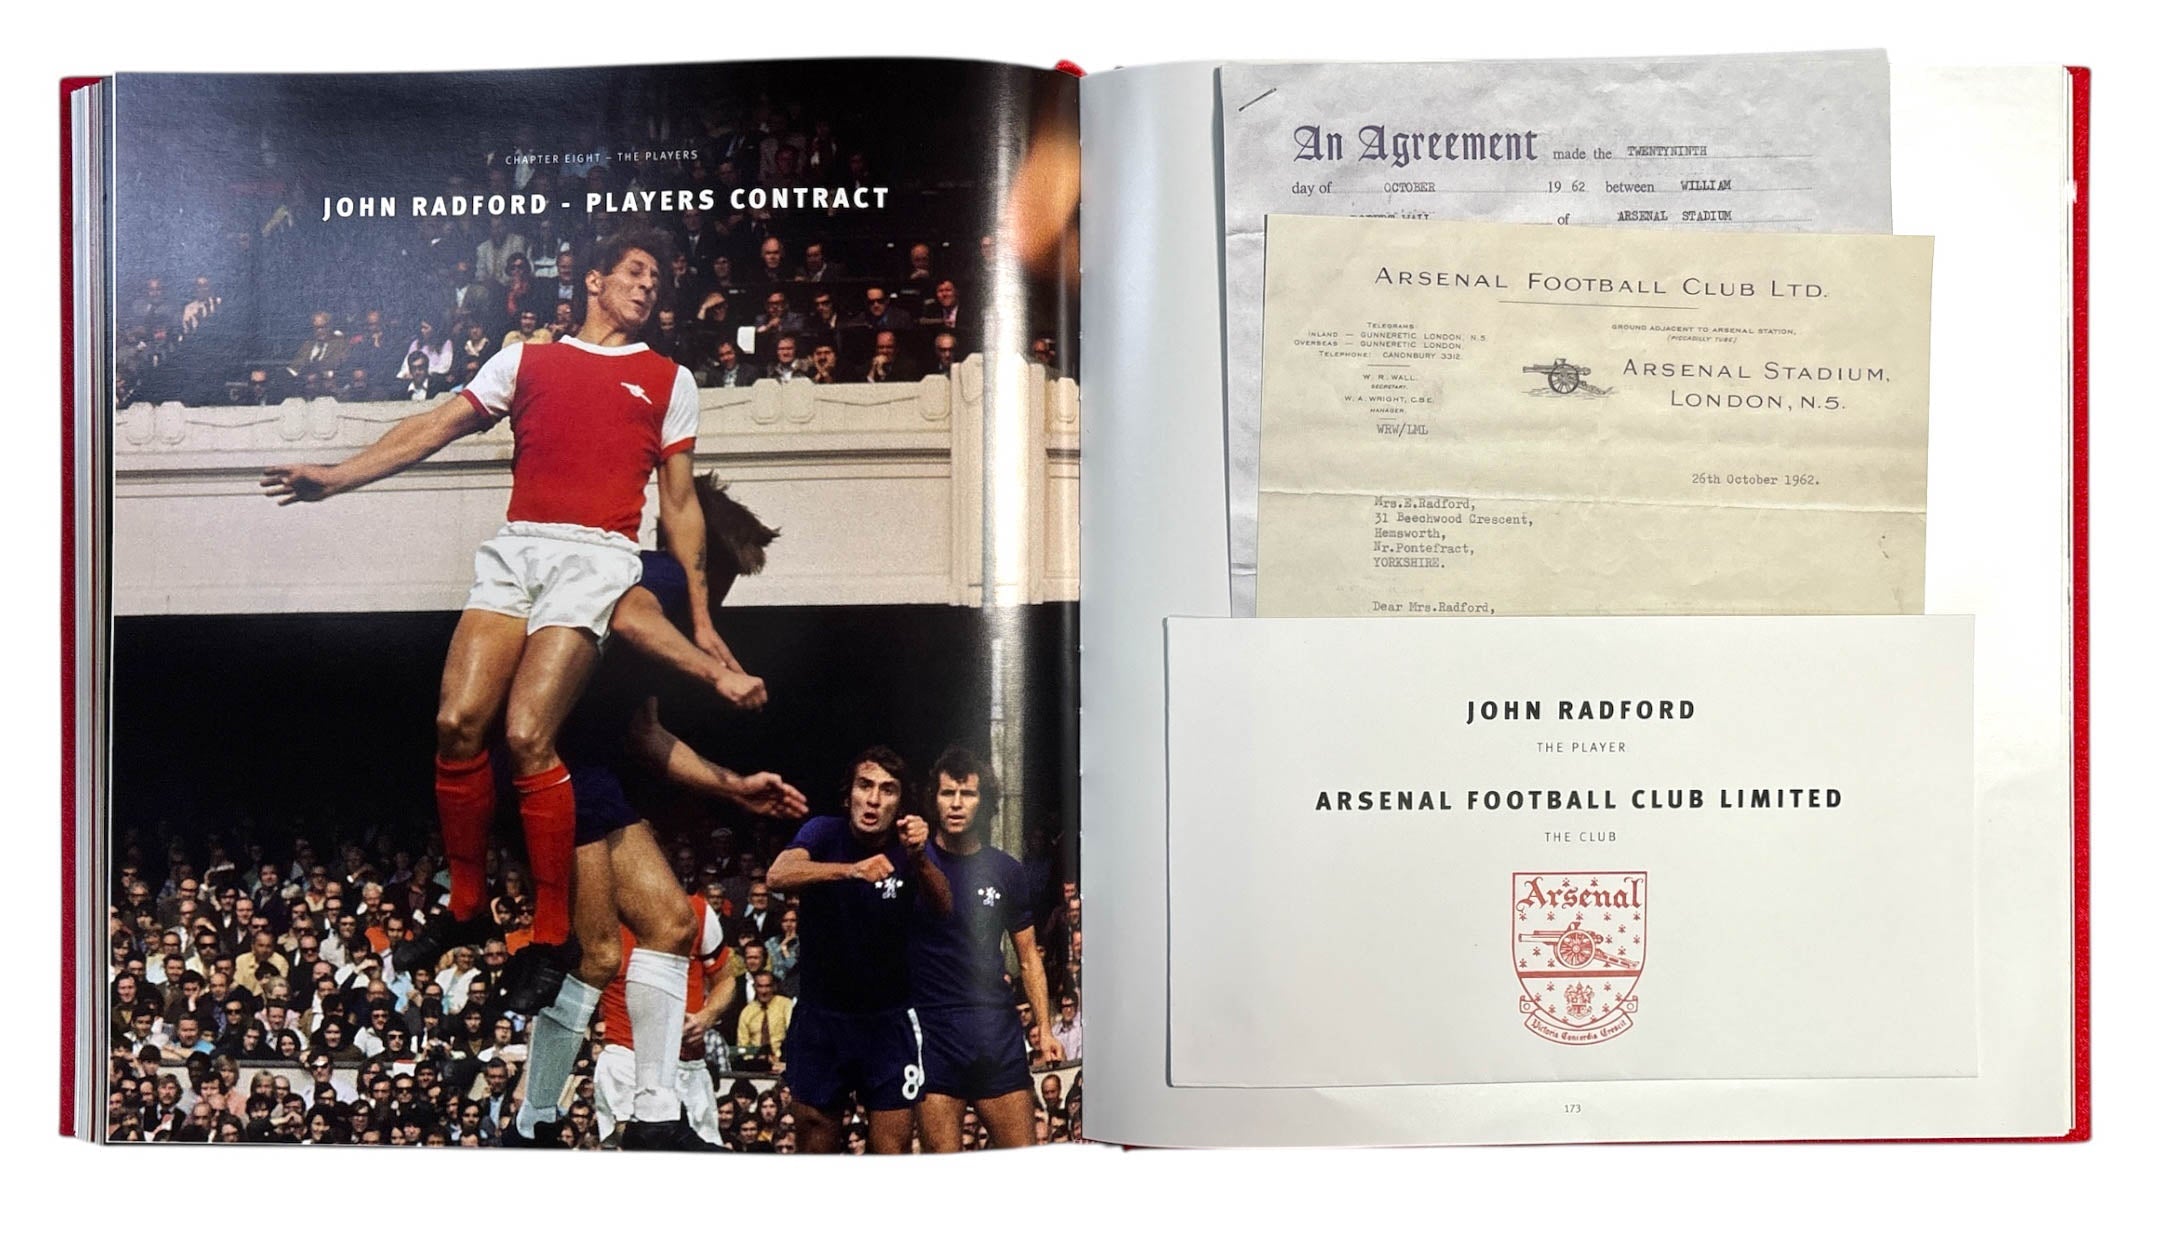 CHAPTER EIGHT – THE PLAYERS
JOHN RADFORD - PLAYERS CONTRACT
8
An Agreement made the TWENTYNINTH
day of OCTOBER 19 62 between WILLIAM
ROBERT WALL of ARSENAL STADIUM
ARSENAL FOOTBALL CLUB LTD.
TELEGRAMS:
INLAND — GUNNERETIC LONDON, N.5
OVERSEAS — GUNNERETIC LONDON.
TELEPHONE: CANONBURY 3312.
W. R. WALL.
SECRETARY.
W. A. WRIGHT, C.B.E.
MANAGER.
WRW/LML
GROUND ADJACENT TO ARSENAL STATION,
(PICCADILLY TUBE)
ARSENAL STADIUM,
LONDON, N.5.
26th October 1962.
Mrs.E.Radford,
31 Beechwood Crescent,
Hemsworth,
Nr.Pontefract,
YORKSHIRE.
Dear Mrs.Radford,
JOHN RADFORD
THE PLAYER
ARSENAL FOOTBALL CLUB LIMITED
THE CLUB
Arsenal
Victoria Concordia Crescit
173